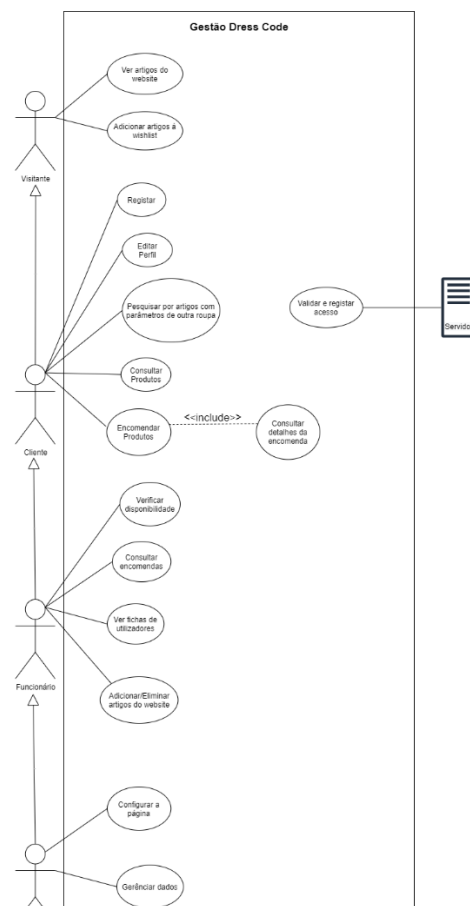 Gestão Dress Code
Ver artigos do
website
Adicionar artigos á
wishlist
Visitante
Registar
Editar
Perfil
Pesquisar por artigos com
parâmetros de outra roupa
Validar e registar
acesso
Servido
Consultar
Produtos
Encomendar
Produtos
<<include>>
Consultar
detalhes da
encomenda
Cliente
Verificar
disponibilidade
Consultar
encomendas
Ver fichas de
utilizadores
Adicionar/Eliminar
artigos do website
Funcionário
Configurar a
página
Gerênciar dados